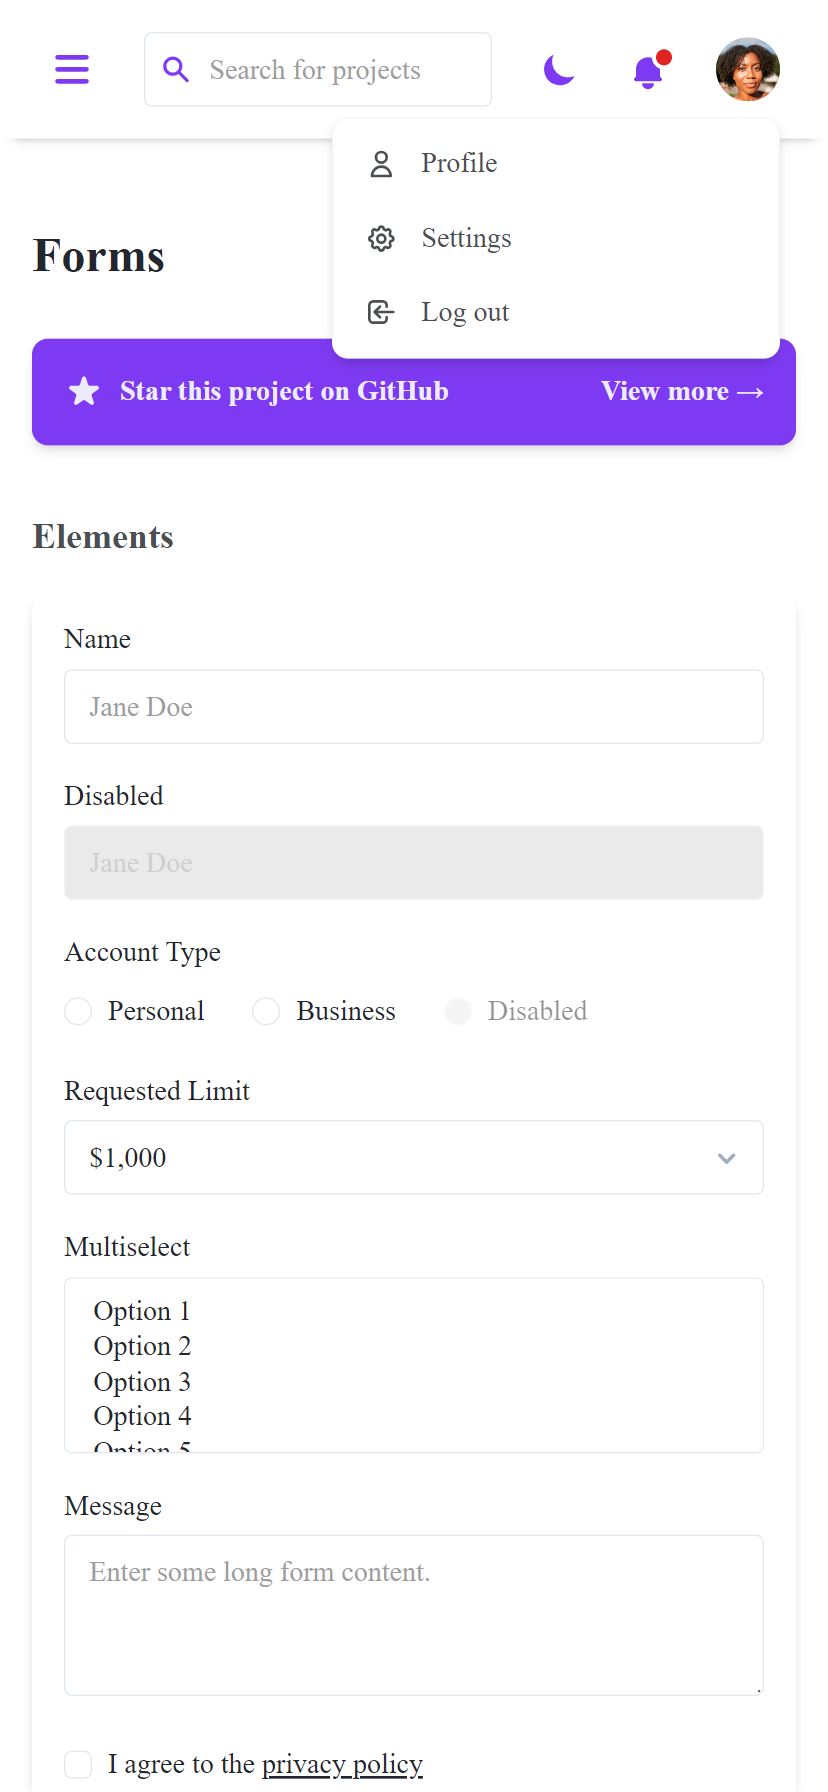 Search for projects
Profile
Settings
Log out
Forms
Star this project on GitHub
View more →
Elements
Name
Jane Doe
Disabled
Jane Doe
Account Type
Personal Business Disabled
Requested Limit
$1,000
Multiselect
Option 1
Option 2
Option 3
Option 4
Option 5
Message
Enter some long form content.
I agree to the privacy policy